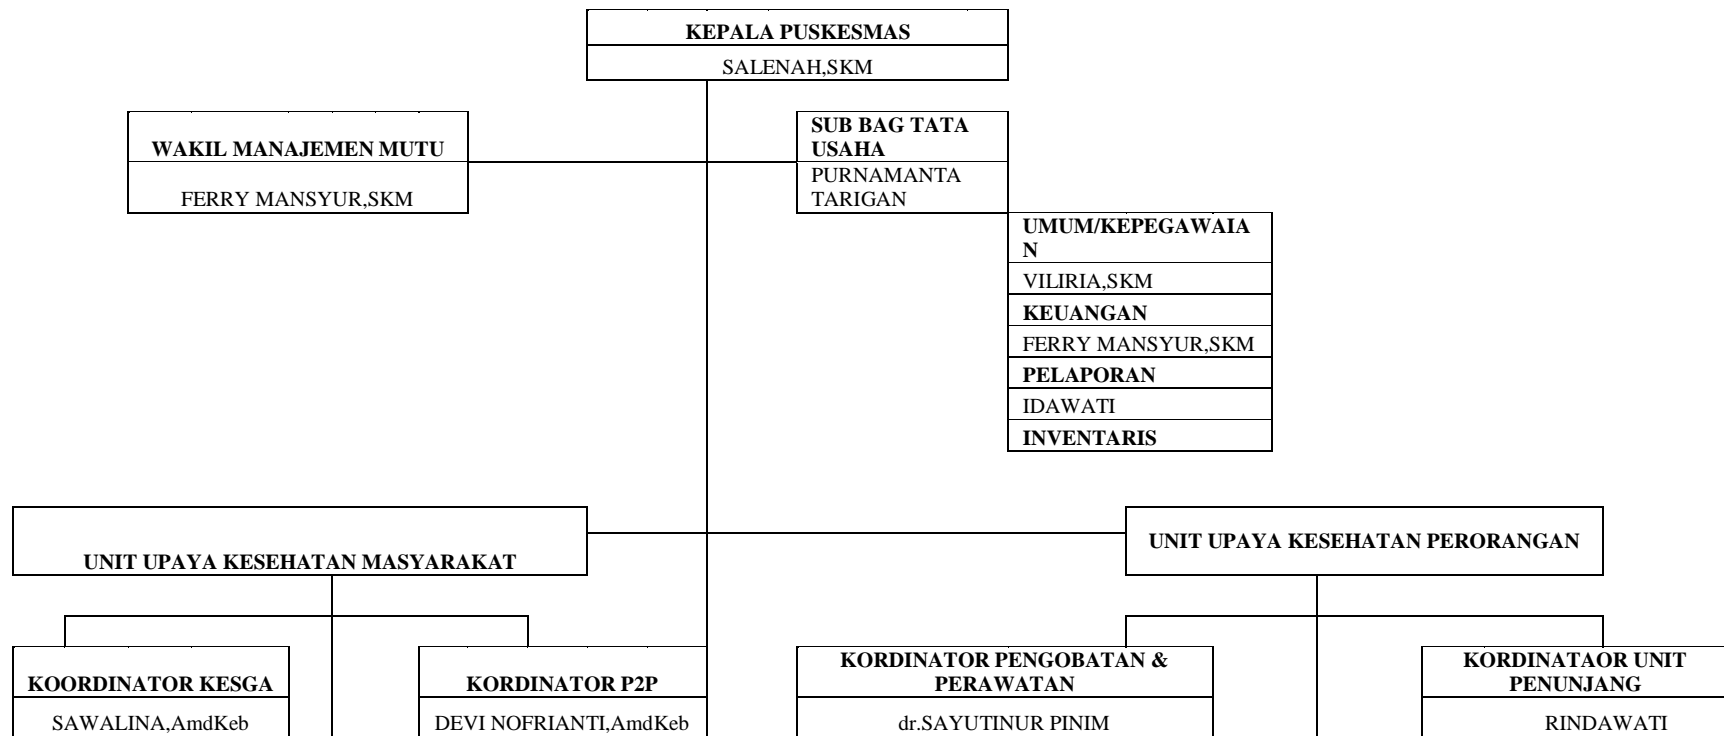 KEPALA PUSKESMAS
SALENAH,SKM
WAKIL MANAJEMEN MUTU
FERRY MANSYUR,SKM
SUB BAG TATA
USAHA
PURNAMANTA
TARIGAN
UMUM/KEPEGAWAIA
N
VILIRIA,SKM
KEUANGAN
FERRY MANSYUR,SKM
PELAPORAN
IDAWATI
INVENTARIS
UNIT UPAYA KESEHATAN MASYARAKAT
UNIT UPAYA KESEHATAN PERORANGAN
KOORDINATOR KESGA
SAWALINA,AmdKeb
KORDINATOR P2P
DEVI NOFRIANTI,AmdKeb
KORDINATOR PENGOBATAN &
PERAWATAN
dr.SAYUTINUR PINIM
KORDINATAOR UNIT
PENUNJANG
RINDAWATI